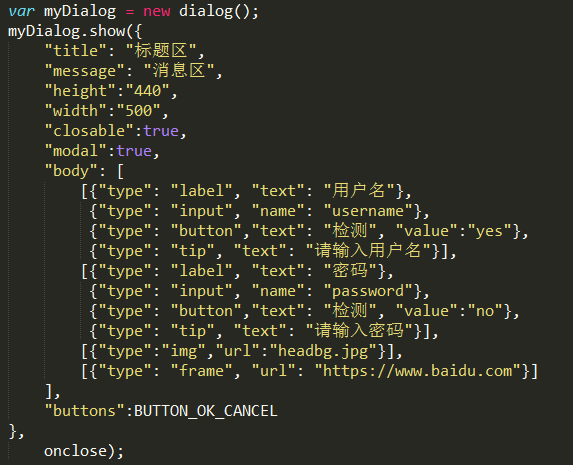 var myDialog = new dialog();
myDialog.show({
    "title": "标题区",
    "message": "消息区",
    "height":"440",
    "width":"500",
    "closable":true,
    "modal":true,
    "body": [
        [{"type": "label", "text": "用户名"},
         {"type": "input", "name": "username"},
         {"type": "button","text": "检测", "value":"yes"},
         {"type": "tip", "text": "请输入用户名"}],
        [{"type": "label", "text": "密码"},
         {"type": "input", "name": "password"},
         {"type": "button","text": "检测", "value":"no"},
         {"type": "tip", "text": "请输入密码"}],
        [{"type":"img","url":"headbg.jpg"}],
        [{"type": "frame", "url": "https://www.baidu.com"}]
    ],
    "buttons":BUTTON_OK_CANCEL
},
    onclose);